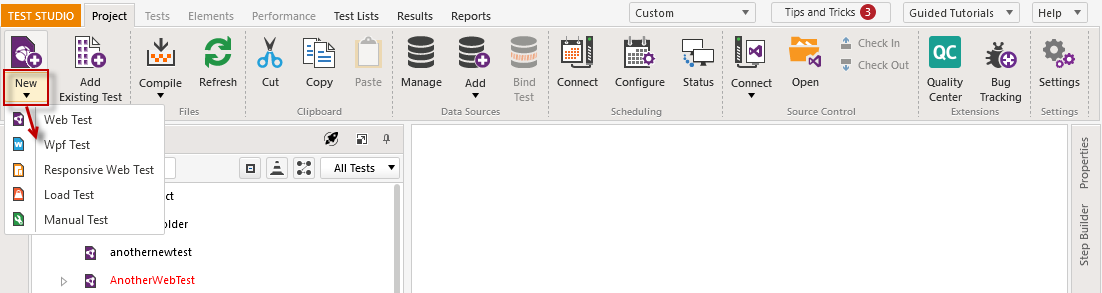 TEST STUDIO Project Tests Elements Performance Test Lists Results Reports Custom Tips and Tricks 3 Guided Tutorials Help
New
Add
Existing Test
Compile
Refresh
Files
Cut
Copy
Paste
Clipboard
Manage
Add
Bind
Test
Data Sources
Connect
Configure
Status
Scheduling
Connect
Open
Check In
Check Out
Source Control
QC
Quality
Center
Bug
Tracking
Extensions
Settings
Settings
Web Test
Wpf Test
Responsive Web Test
Load Test
Manual Test
All Tests
anothernewtest
AnotherWebTest
Properties
Step Builder